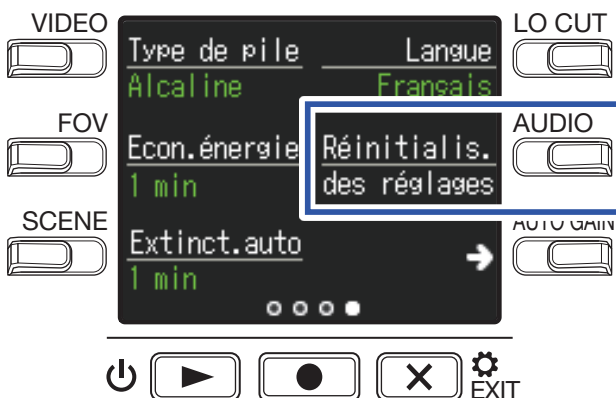 VIDEO
LO CUT
Type de pile
Langue
Alcaline
Français
FOV
AUDIO
Econ.énergie
Réinitialis.
1 min
des réglages
SCENE
AUTO GAIN
Extinct.auto
1 min
EXIT